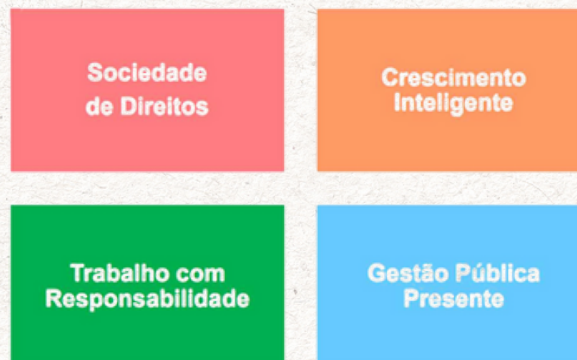 Sociedade
de Direitos
Crescimento
Inteligente
Trabalho com
Responsabilidade
Gestão Pública
Presente